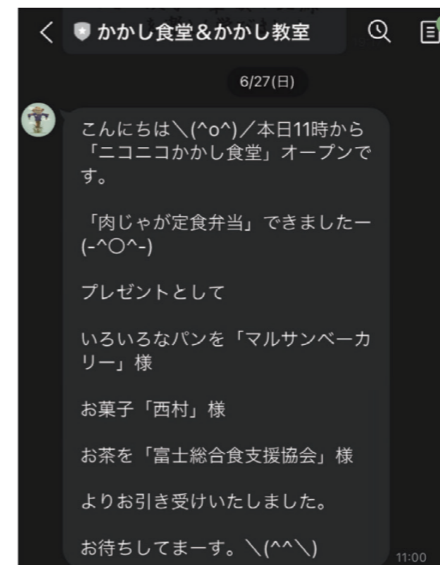 かかし食堂&かかし教室
6/27(日)
こんにちは\(^o^)/本日11時から
「ニコニコかかし食堂」オープンで
す。
「肉じゃが定食弁当」できましたー
(-^〇^-)
プレゼントとして
いろいろなパンを「マルサンベーカ
リー」様
お菓子「西村」様
お茶を「富士総合食支援協会」様
よりお引き受けいたしました。
お待ちしてまーす。\(^^\)
11:00